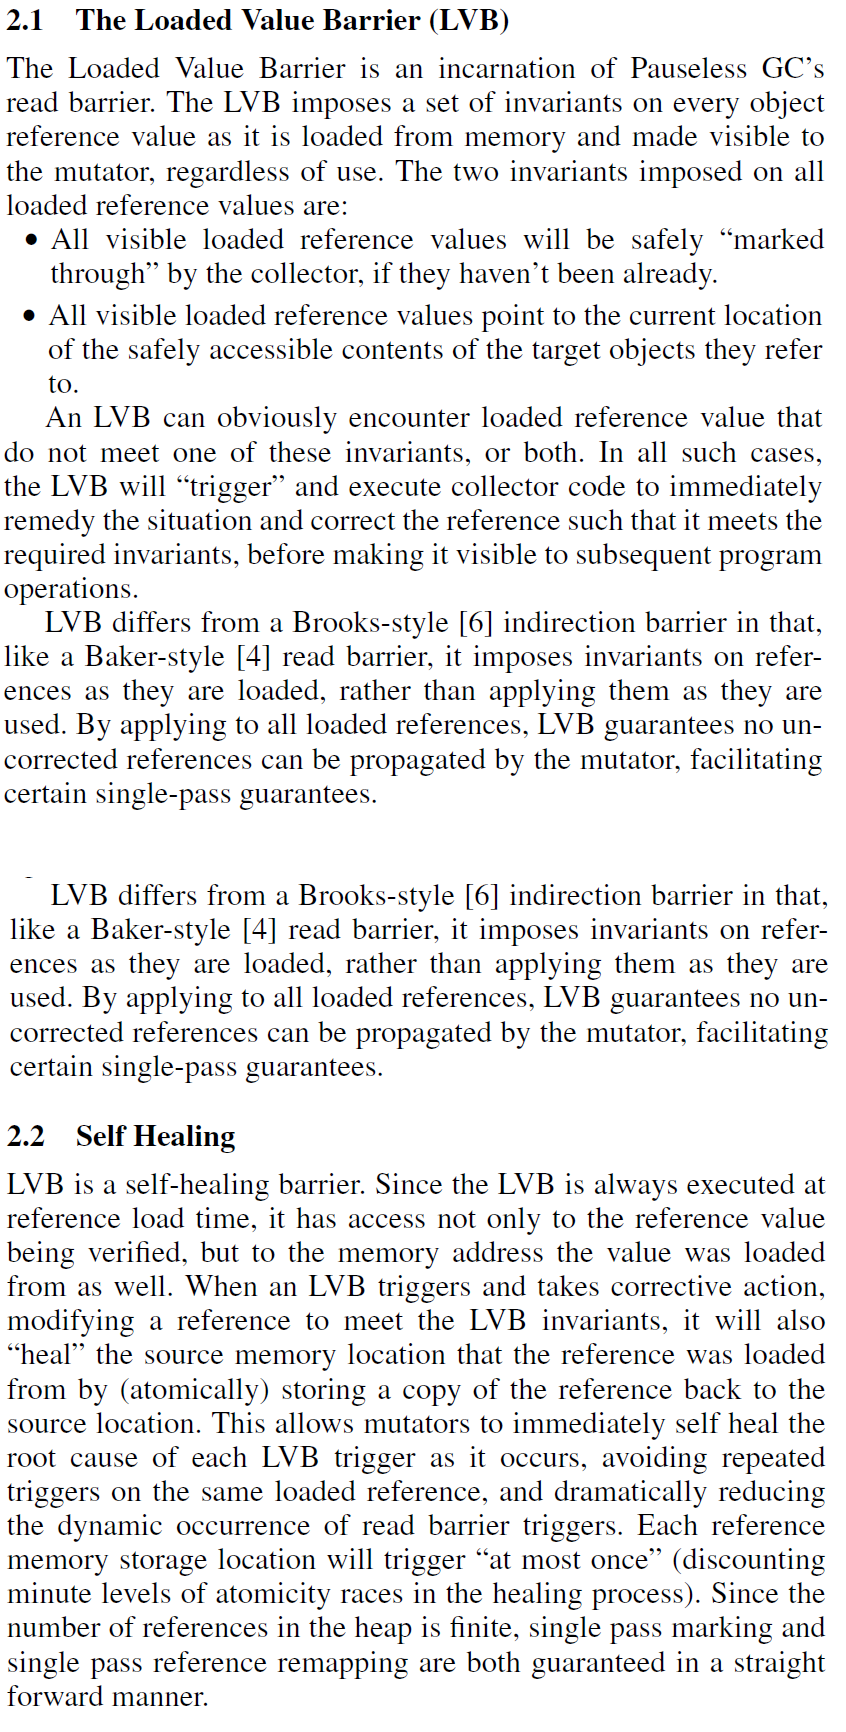 2.1 The Loaded Value Barrier (LVB)
The Loaded Value Barrier is an incarnation of Pauseless GC’s
read barrier. The LVB imposes a set of invariants on every object
reference value as it is loaded from memory and made visible to
the mutator, regardless of use. The two invariants imposed on all
loaded reference values are:
• All visible loaded reference values will be safely “marked
through” by the collector, if they haven’t been already.
• All visible loaded reference values point to the current location
of the safely accessible contents of the target objects they refer
to.
An LVB can obviously encounter loaded reference value that
do not meet one of these invariants, or both. In all such cases,
the LVB will “trigger” and execute collector code to immediately
remedy the situation and correct the reference such that it meets the
required invariants, before making it visible to subsequent program
operations.
LVB differs from a Brooks-style [6] indirection barrier in that,
like a Baker-style [4] read barrier, it imposes invariants on refer-
ences as they are loaded, rather than applying them as they are
used. By applying to all loaded references, LVB guarantees no un-
corrected references can be propagated by the mutator, facilitating
certain single-pass guarantees.
LVB differs from a Brooks-style [6] indirection barrier in that,
like a Baker-style [4] read barrier, it imposes invariants on refer-
ences as they are loaded, rather than applying them as they are
used. By applying to all loaded references, LVB guarantees no un-
corrected references can be propagated by the mutator, facilitating
certain single-pass guarantees.
2.2 Self Healing
LVB is a self-healing barrier. Since the LVB is always executed at
reference load time, it has access not only to the reference value
being verified, but to the memory address the value was loaded
from as well. When an LVB triggers and takes corrective action,
modifying a reference to meet the LVB invariants, it will also
“heal” the source memory location that the reference was loaded
from by (atomically) storing a copy of the reference back to the
source location. This allows mutators to immediately self heal the
root cause of each LVB trigger as it occurs, avoiding repeated
triggers on the same loaded reference, and dramatically reducing
the dynamic occurrence of read barrier triggers. Each reference
memory storage location will trigger “at most once” (discounting
minute levels of atomicity races in the healing process). Since the
number of references in the heap is finite, single pass marking and
single pass reference remapping are both guaranteed in a straight
forward manner.